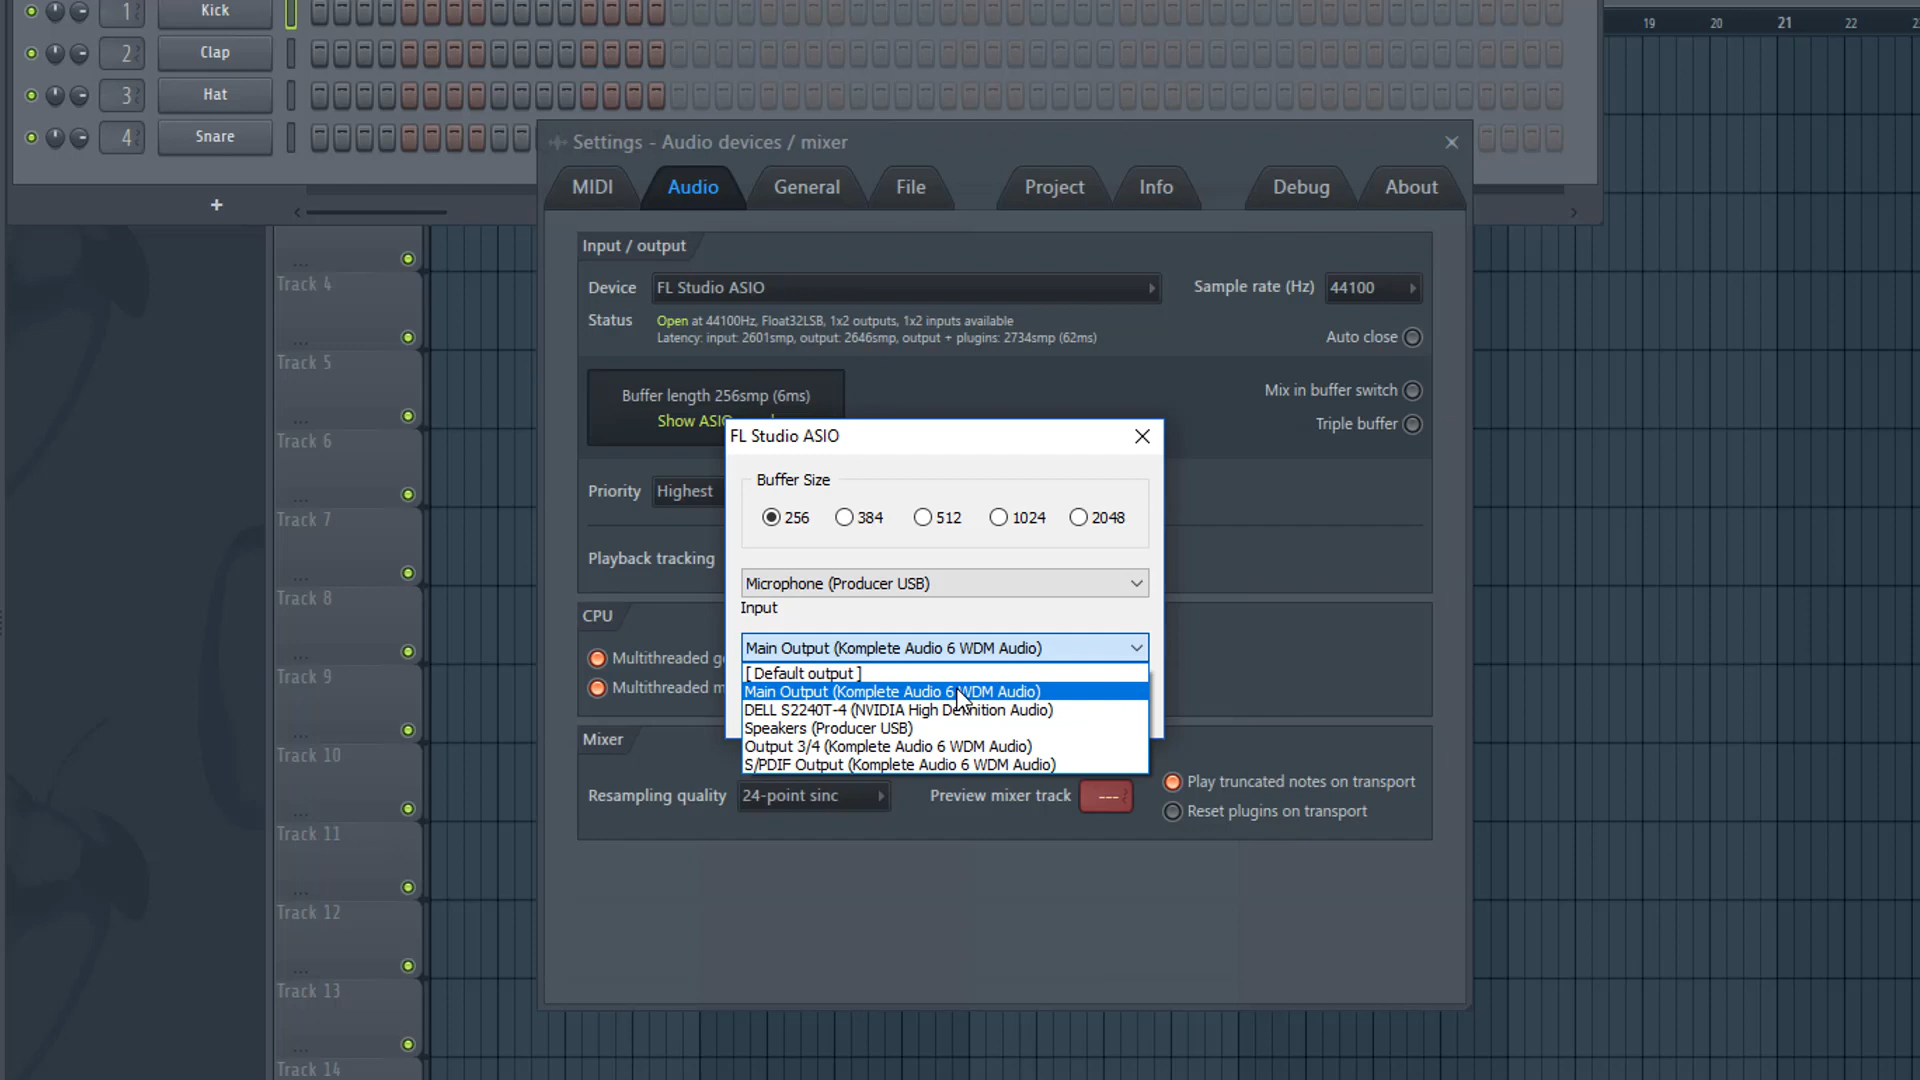 1 Kick
2 Clap
3 Hat
4 Snare
+
19 20 21 22
Track 4
Track 5
Track 6
Track 7
Track 8
Track 9
Track 10
Track 11
Track 12
Track 13
Track 14
Settings - Audio devices / mixer
MIDI Audio General File Project Info Debug About
Input / output
Device FL Studio ASIO Sample rate (Hz) 44100
Status Open at 44100Hz, Float32LSB, 1x2 outputs, 1x2 inputs available
Latency: input: 2601smp, output: 2646smp, output + plugins: 2734smp (62ms)
Auto close
Buffer length 256smp (6ms)
Show ASIO
Mix in buffer switch
Triple buffer
Priority Highest
Playback tracking
CPU
Multithreaded g
Multithreaded m
Mixer
Resampling quality 24-point sinc Preview mixer track ---
Play truncated notes on transport
Reset plugins on transport
FL Studio ASIO
Buffer Size
256 384 512 1024 2048
Microphone (Producer USB)
Input
Main Output (Komplete Audio 6 WDM Audio)
[ Default output ]
Main Output (Komplete Audio 6 WDM Audio)
DELL S2240T-4 (NVIDIA High Definition Audio)
Speakers (Producer USB)
Output 3/4 (Komplete Audio 6 WDM Audio)
S/PDIF Output (Komplete Audio 6 WDM Audio)